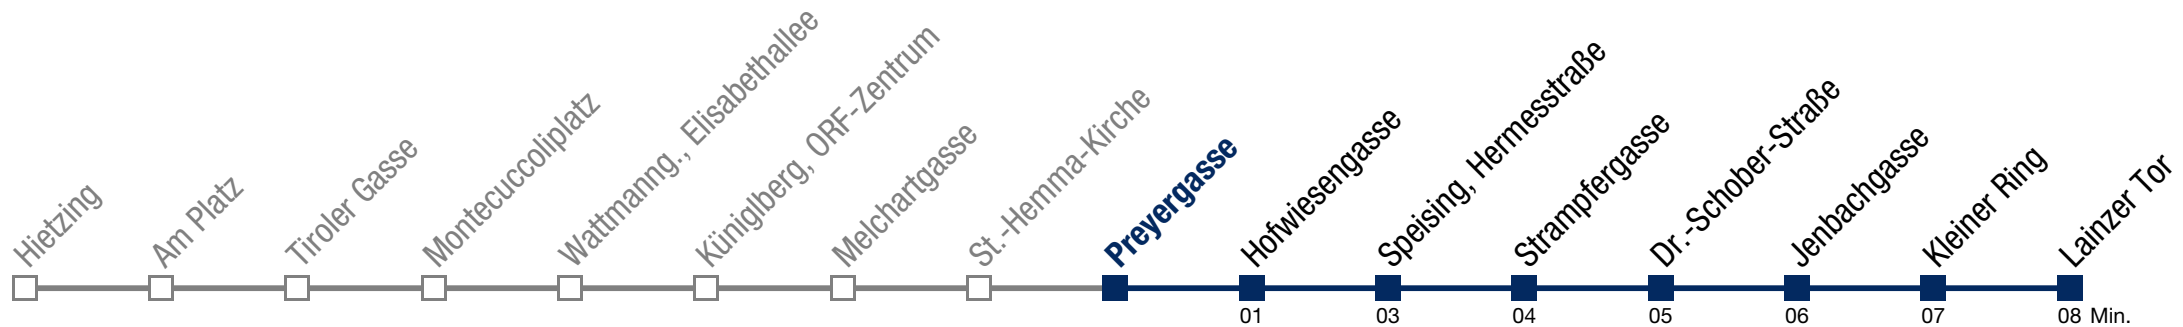 Hietzing
Am Platz
Tiroler Gasse
Montecuccoliplatz
Wattmanng., Elisabethallee
Küniglberg, ORF-Zentrum
Melchartgasse
St.-Hemma-Kirche
Preyergasse
Hofwiesengasse
Speising, Hermesstraße
Strampfergasse
Dr.-Schober-Straße
Jenbachgasse
Kleiner Ring
Lainzer Tor
01 03 04 05 06 07 08 Min.